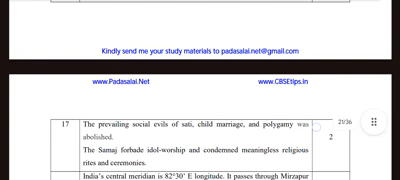 Kindly send me your study materials to padasalai.net@gmail.com
www.Padasalai.Net www.CBSEtips.in
17 The prevailing social evils of sati, child marriage, and polygamy was
abolished.
The Samaj forbade idol-worship and condemned meaningless religious
rites and ceremonies.
2
21/36
India's central meridian is 82°30' E longitude. It passes through Mirzapur